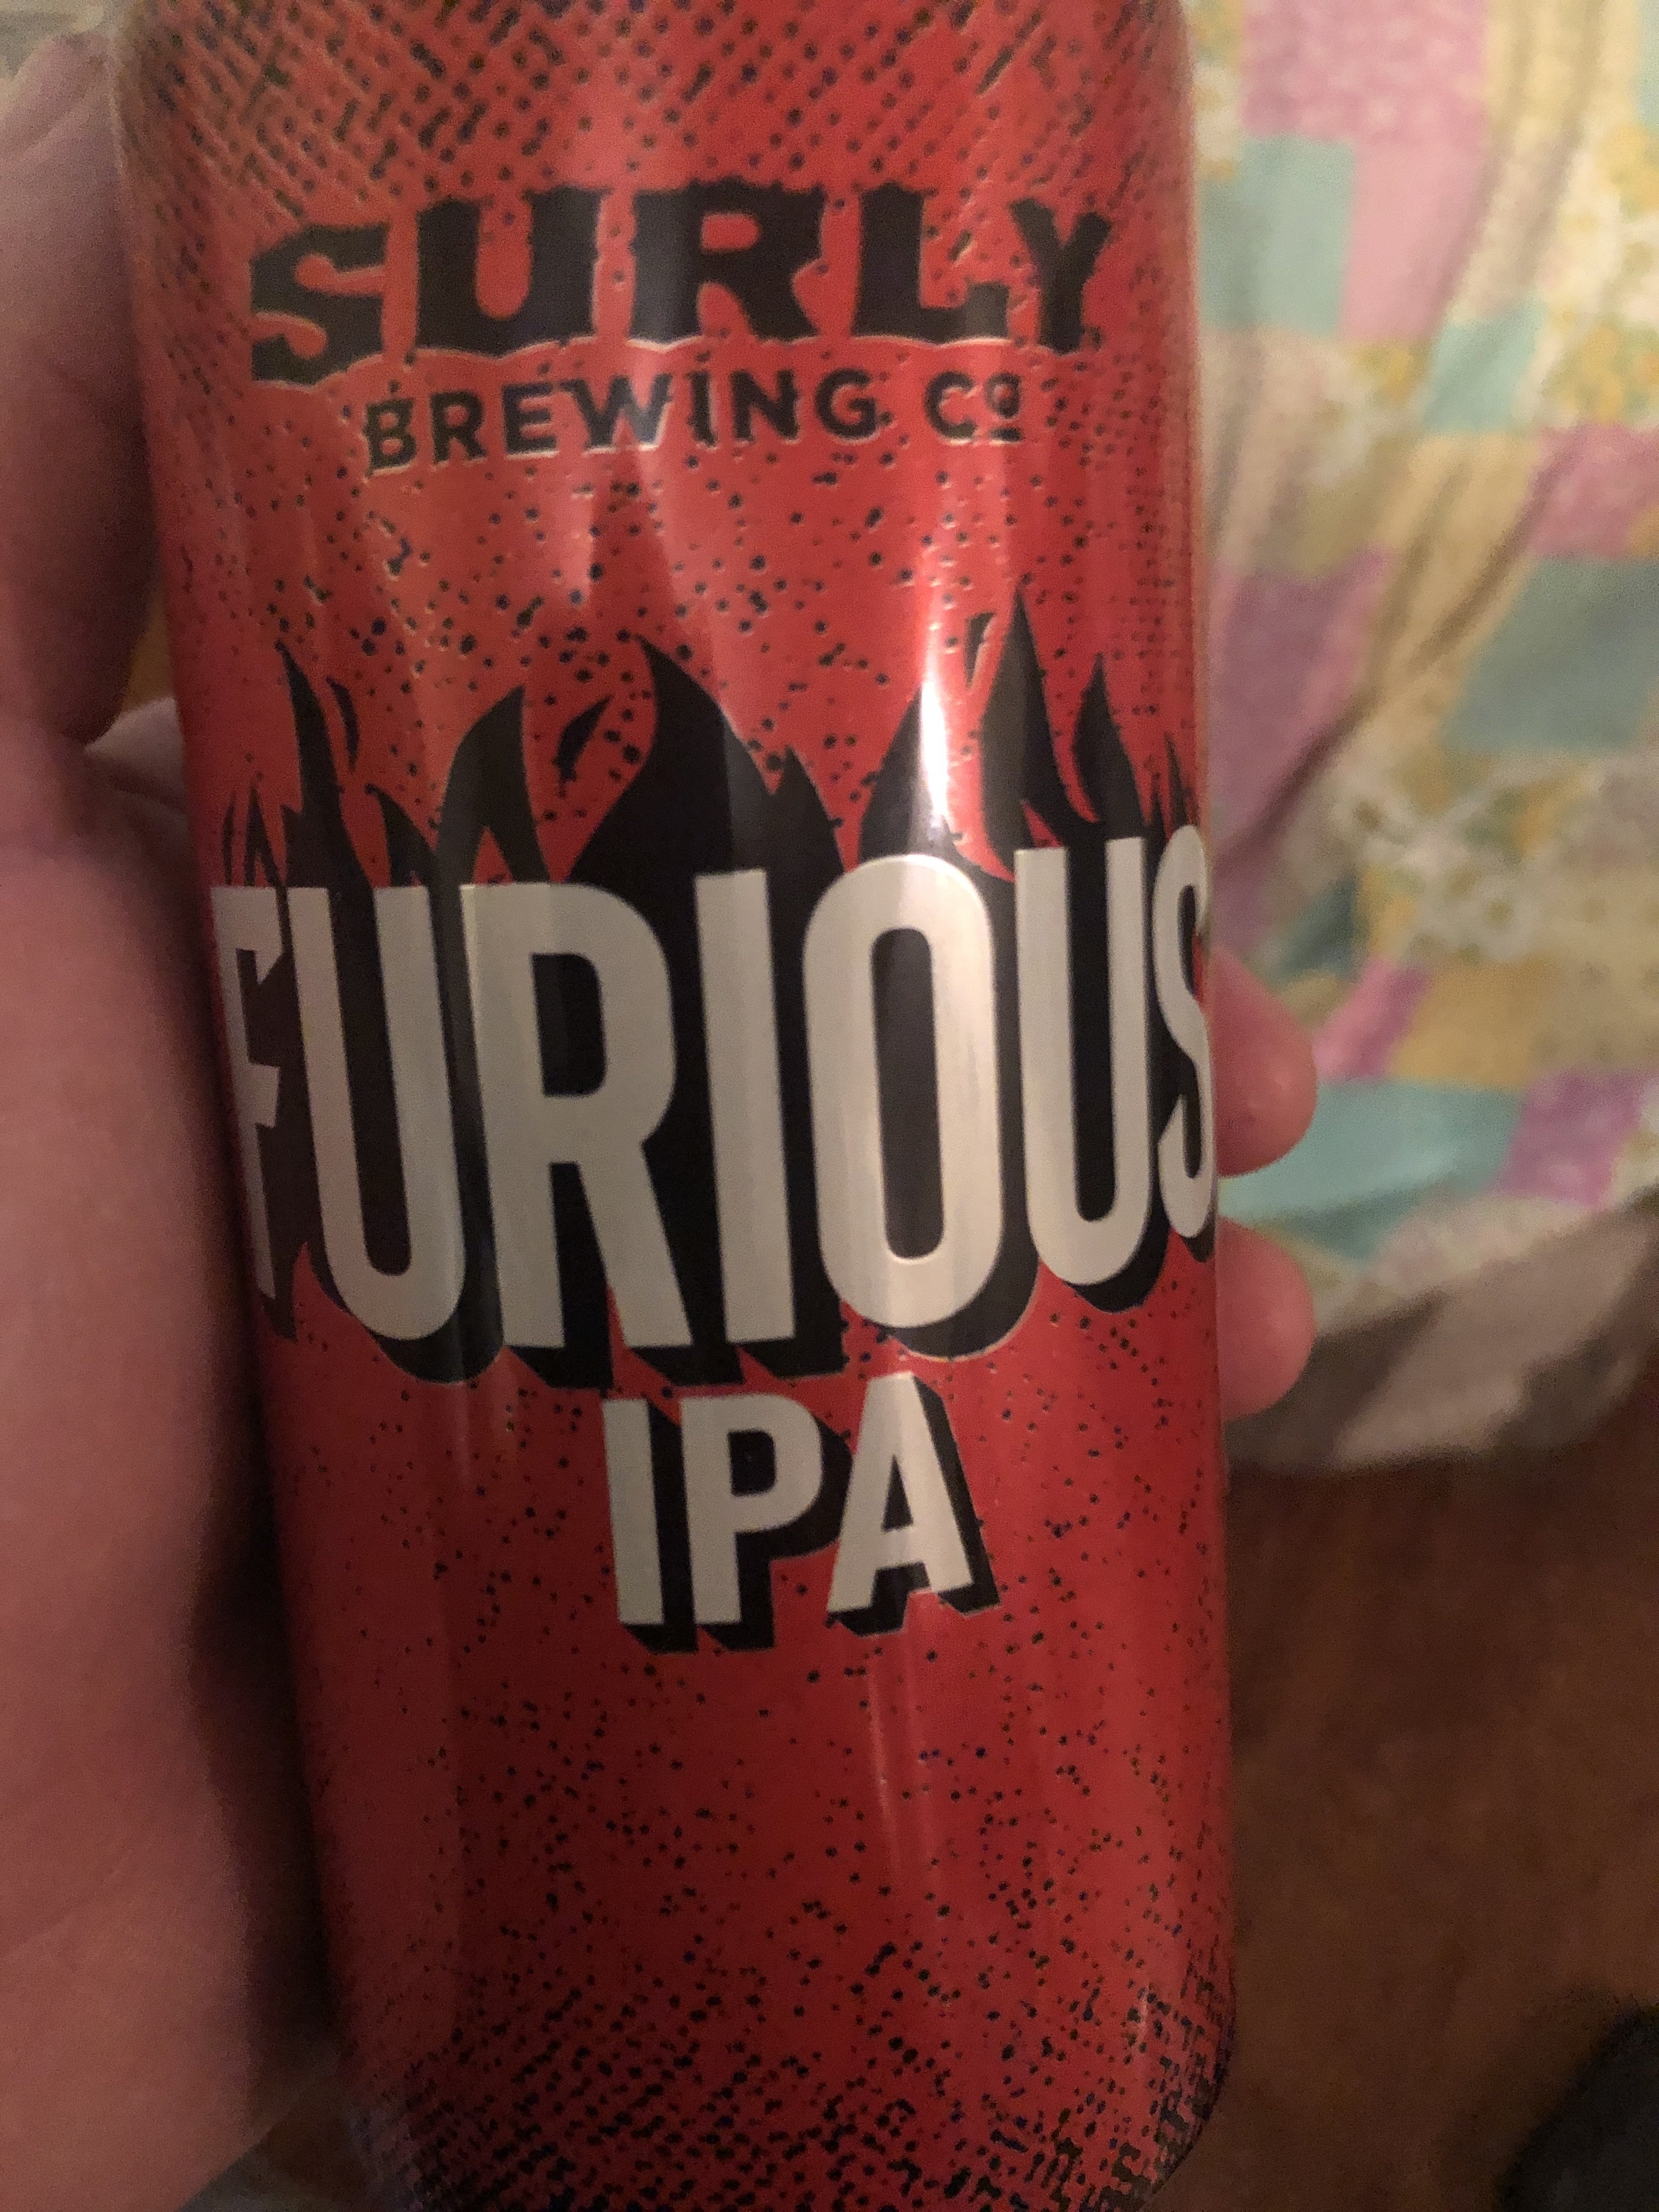 SURLY
BREWING Co
FURIOUS
IPA